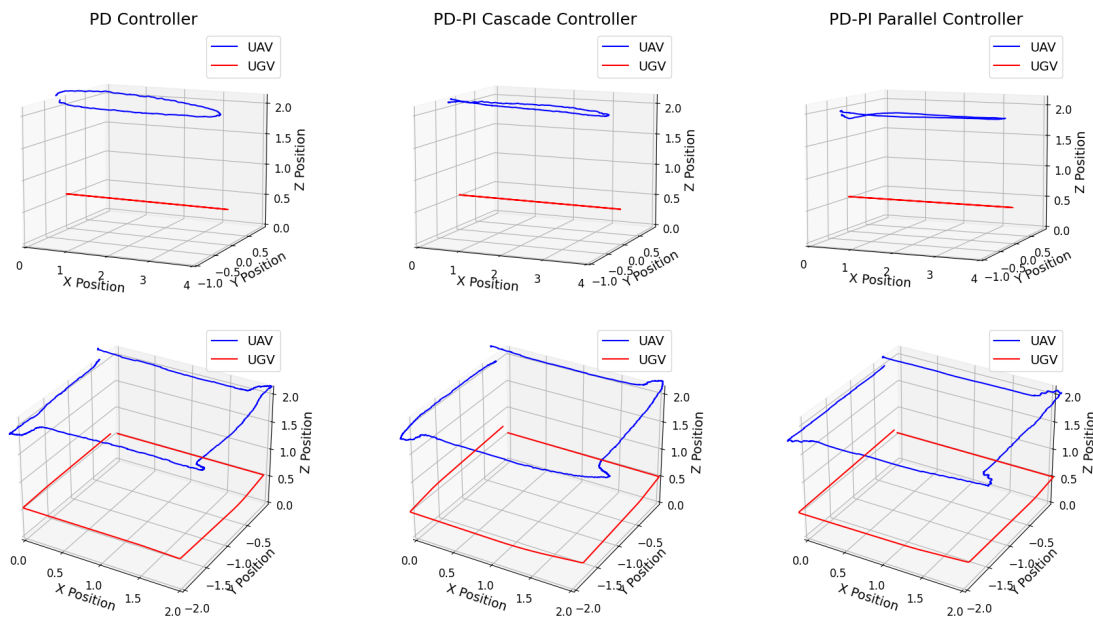 PD Controller
PD-PI Cascade Controller
PD-PI Parallel Controller
UAV
UGV
UAV
UGV
UAV
UGV
2.0
1.5
1.0
0.5
0.0
Z Position
0
1
2
3
4
X Position
−1.0
−0.5
0.0
0.5
Y Position
2.0
1.5
1.0
0.5
0.0
Z Position
0
1
2
3
4
X Position
−1.0
−0.5
0.0
0.5
Y Position
2.0
1.5
1.0
0.5
0.0
Z Position
0
1
2
3
4
X Position
−1.0
−0.5
0.0
0.5
Y Position
UAV
UGV
UAV
UGV
UAV
UGV
2.0
1.5
1.0
0.5
0.0
Z Position
0.0
0.5
1.0
1.5
2.0
X Position
−2.0
−1.5
−1.0
−0.5
Y Position
2.0
1.5
1.0
0.5
0.0
Z Position
0.0
0.5
1.0
1.5
2.0
X Position
−2.0
−1.5
−1.0
−0.5
Y Position
2.0
1.5
1.0
0.5
0.0
Z Position
0.0
0.5
1.0
1.5
2.0
X Position
−2.0
−1.5
−1.0
−0.5
Y Position